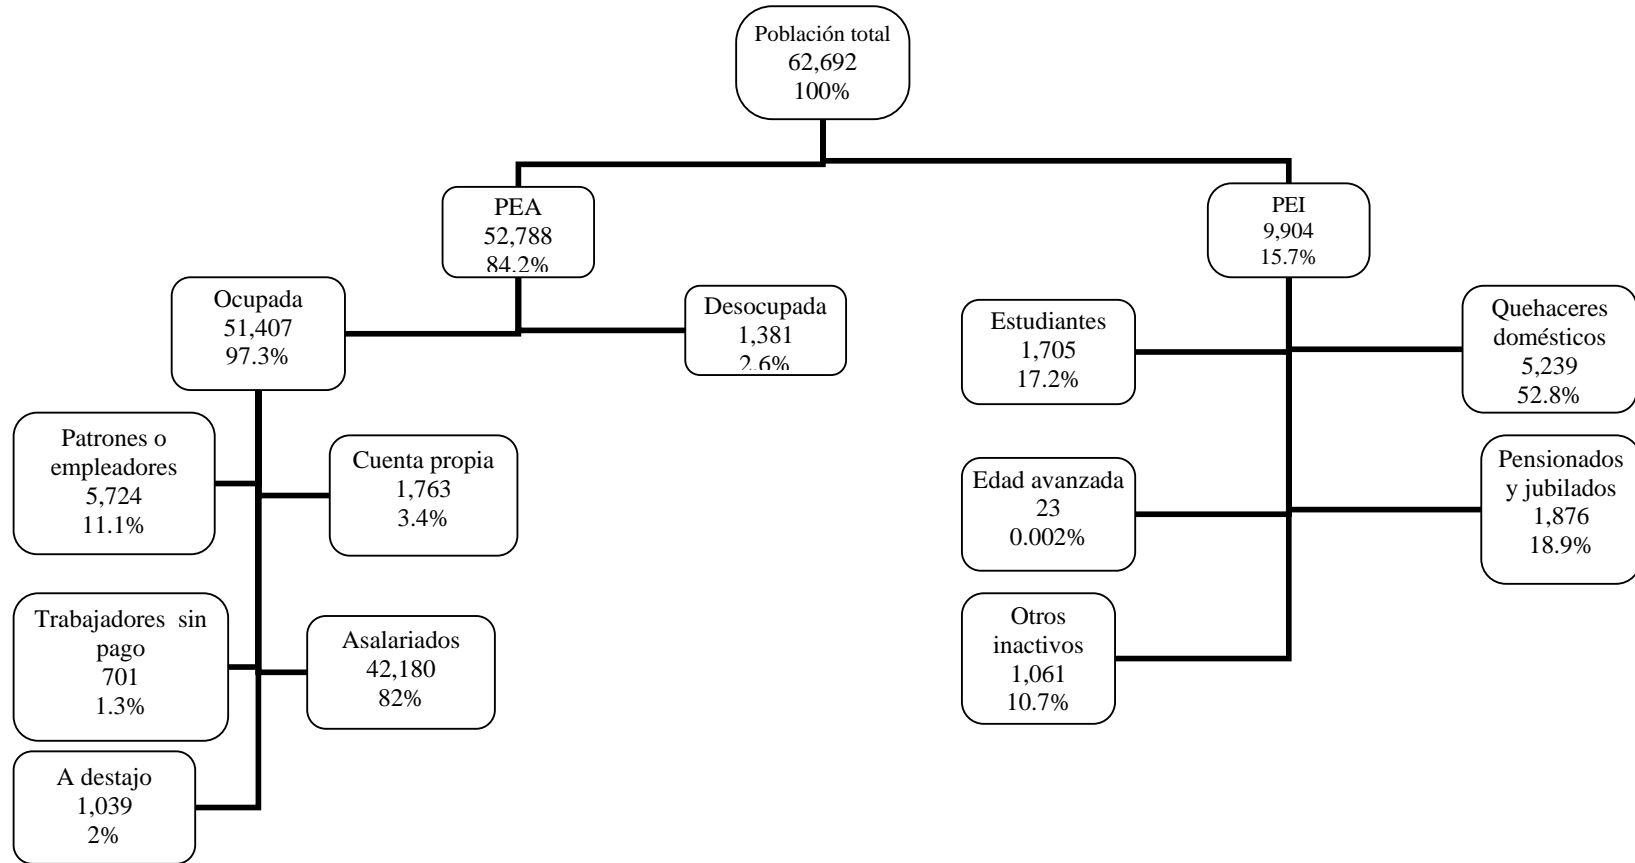 Población total
62,692
100%
PEA
52,788
84.2%
PEI
9,904
15.7%
Ocupada
51,407
97.3%
Desocupada
1,381
2.6%
Estudiantes
1,705
17.2%
Quehaceres
domésticos
5,239
52.8%
Patrones o
empleadores
5,724
11.1%
Cuenta propia
1,763
3.4%
Edad avanzada
23
0.002%
Pensionados
y jubilados
1,876
18.9%
Trabajadores sin
pago
701
1.3%
Asalariados
42,180
82%
Otros
inactivos
1,061
10.7%
A destajo
1,039
2%